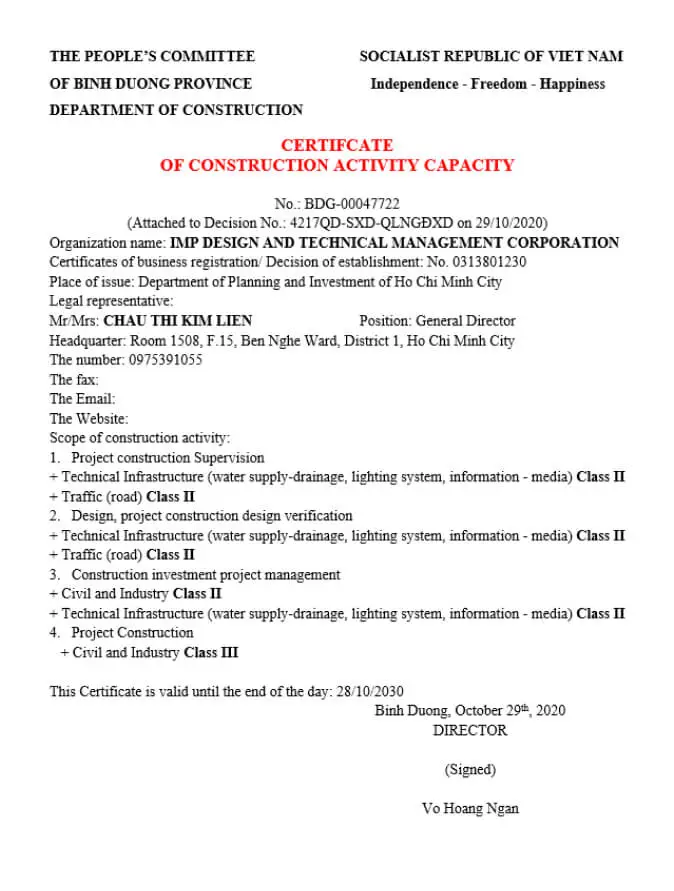 THE PEOPLE'S COMMITTEE
OF BINH DUONG PROVINCE
DEPARTMENT OF CONSTRUCTION
SOCIALIST REPUBLIC OF VIET NAM
Independence - Freedom - Happiness
CERTIFCATE
OF CONSTRUCTION ACTIVITY CAPACITY
No.: BDG-00047722
(Attached to Decision No.: 4217QD-SXD-QLNGĐXD on 29/10/2020)
Organization name: IMP DESIGN AND TECHNICAL MANAGEMENT CORPORATION
Certificates of business registration/ Decision of establishment: No. 0313801230
Place of issue: Department of Planning and Investment of Ho Chi Minh City
Legal representative:
Mr/Mrs: CHAU THI KIM LIEN Position: General Director
Headquarter: Room 1508, F.15, Ben Nghe Ward, District 1, Ho Chi Minh City
The number: 0975391055
The fax:
The Email:
The Website:
Scope of construction activity:
1. Project construction Supervision
+ Technical Infrastructure (water supply-drainage, lighting system, information - media) Class II
+ Traffic (road) Class II
2. Design, project construction design verification
+ Technical Infrastructure (water supply-drainage, lighting system, information - media) Class II
+ Traffic (road) Class II
3. Construction investment project management
+ Civil and Industry Class II
+ Technical Infrastructure (water supply-drainage, lighting system, information - media) Class II
4. Project Construction
+ Civil and Industry Class III
This Certificate is valid until the end of the day: 28/10/2030
Binh Duong, October 29th, 2020
DIRECTOR
(Signed)
Vo Hoang Ngan